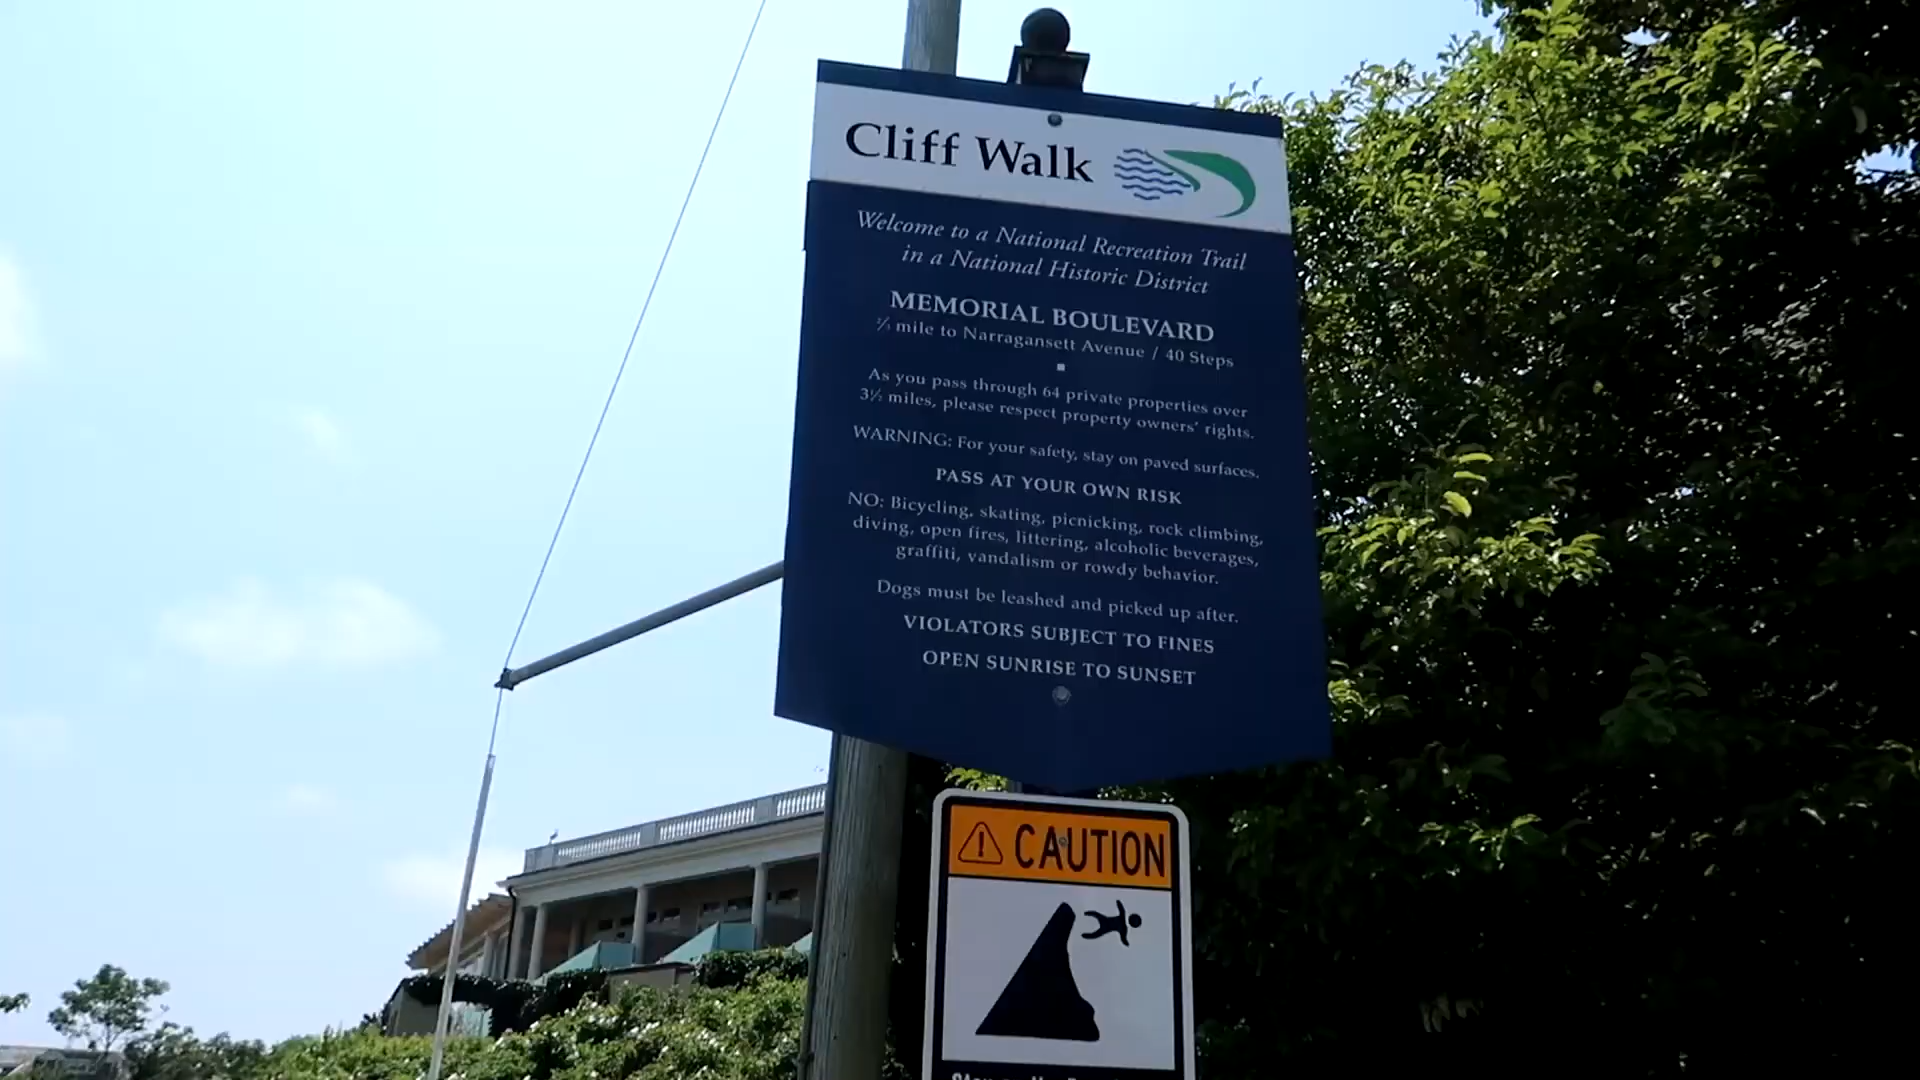 Cliff Walk
Welcome to a National Recreation Trail
in a National Historic District
MEMORIAL BOULEVARD
mile to Narragansett Avenue / 40 Steps
As you pass through 64 private properties over
3½ miles, please respect property owners' rights.
WARNING: For your safety, stay on paved surfaces.
PASS AT YOUR OWN RISK
NO: Bicycling, skating, picnicking, rock climbing,
diving, open fires, littering, alcoholic beverages,
graffiti, vandalism or rowdy behavior.
Dogs must be leashed and picked up after.
VIOLATORS SUBJECT TO FINES
OPEN SUNRISE TO SUNSET
CAUTION